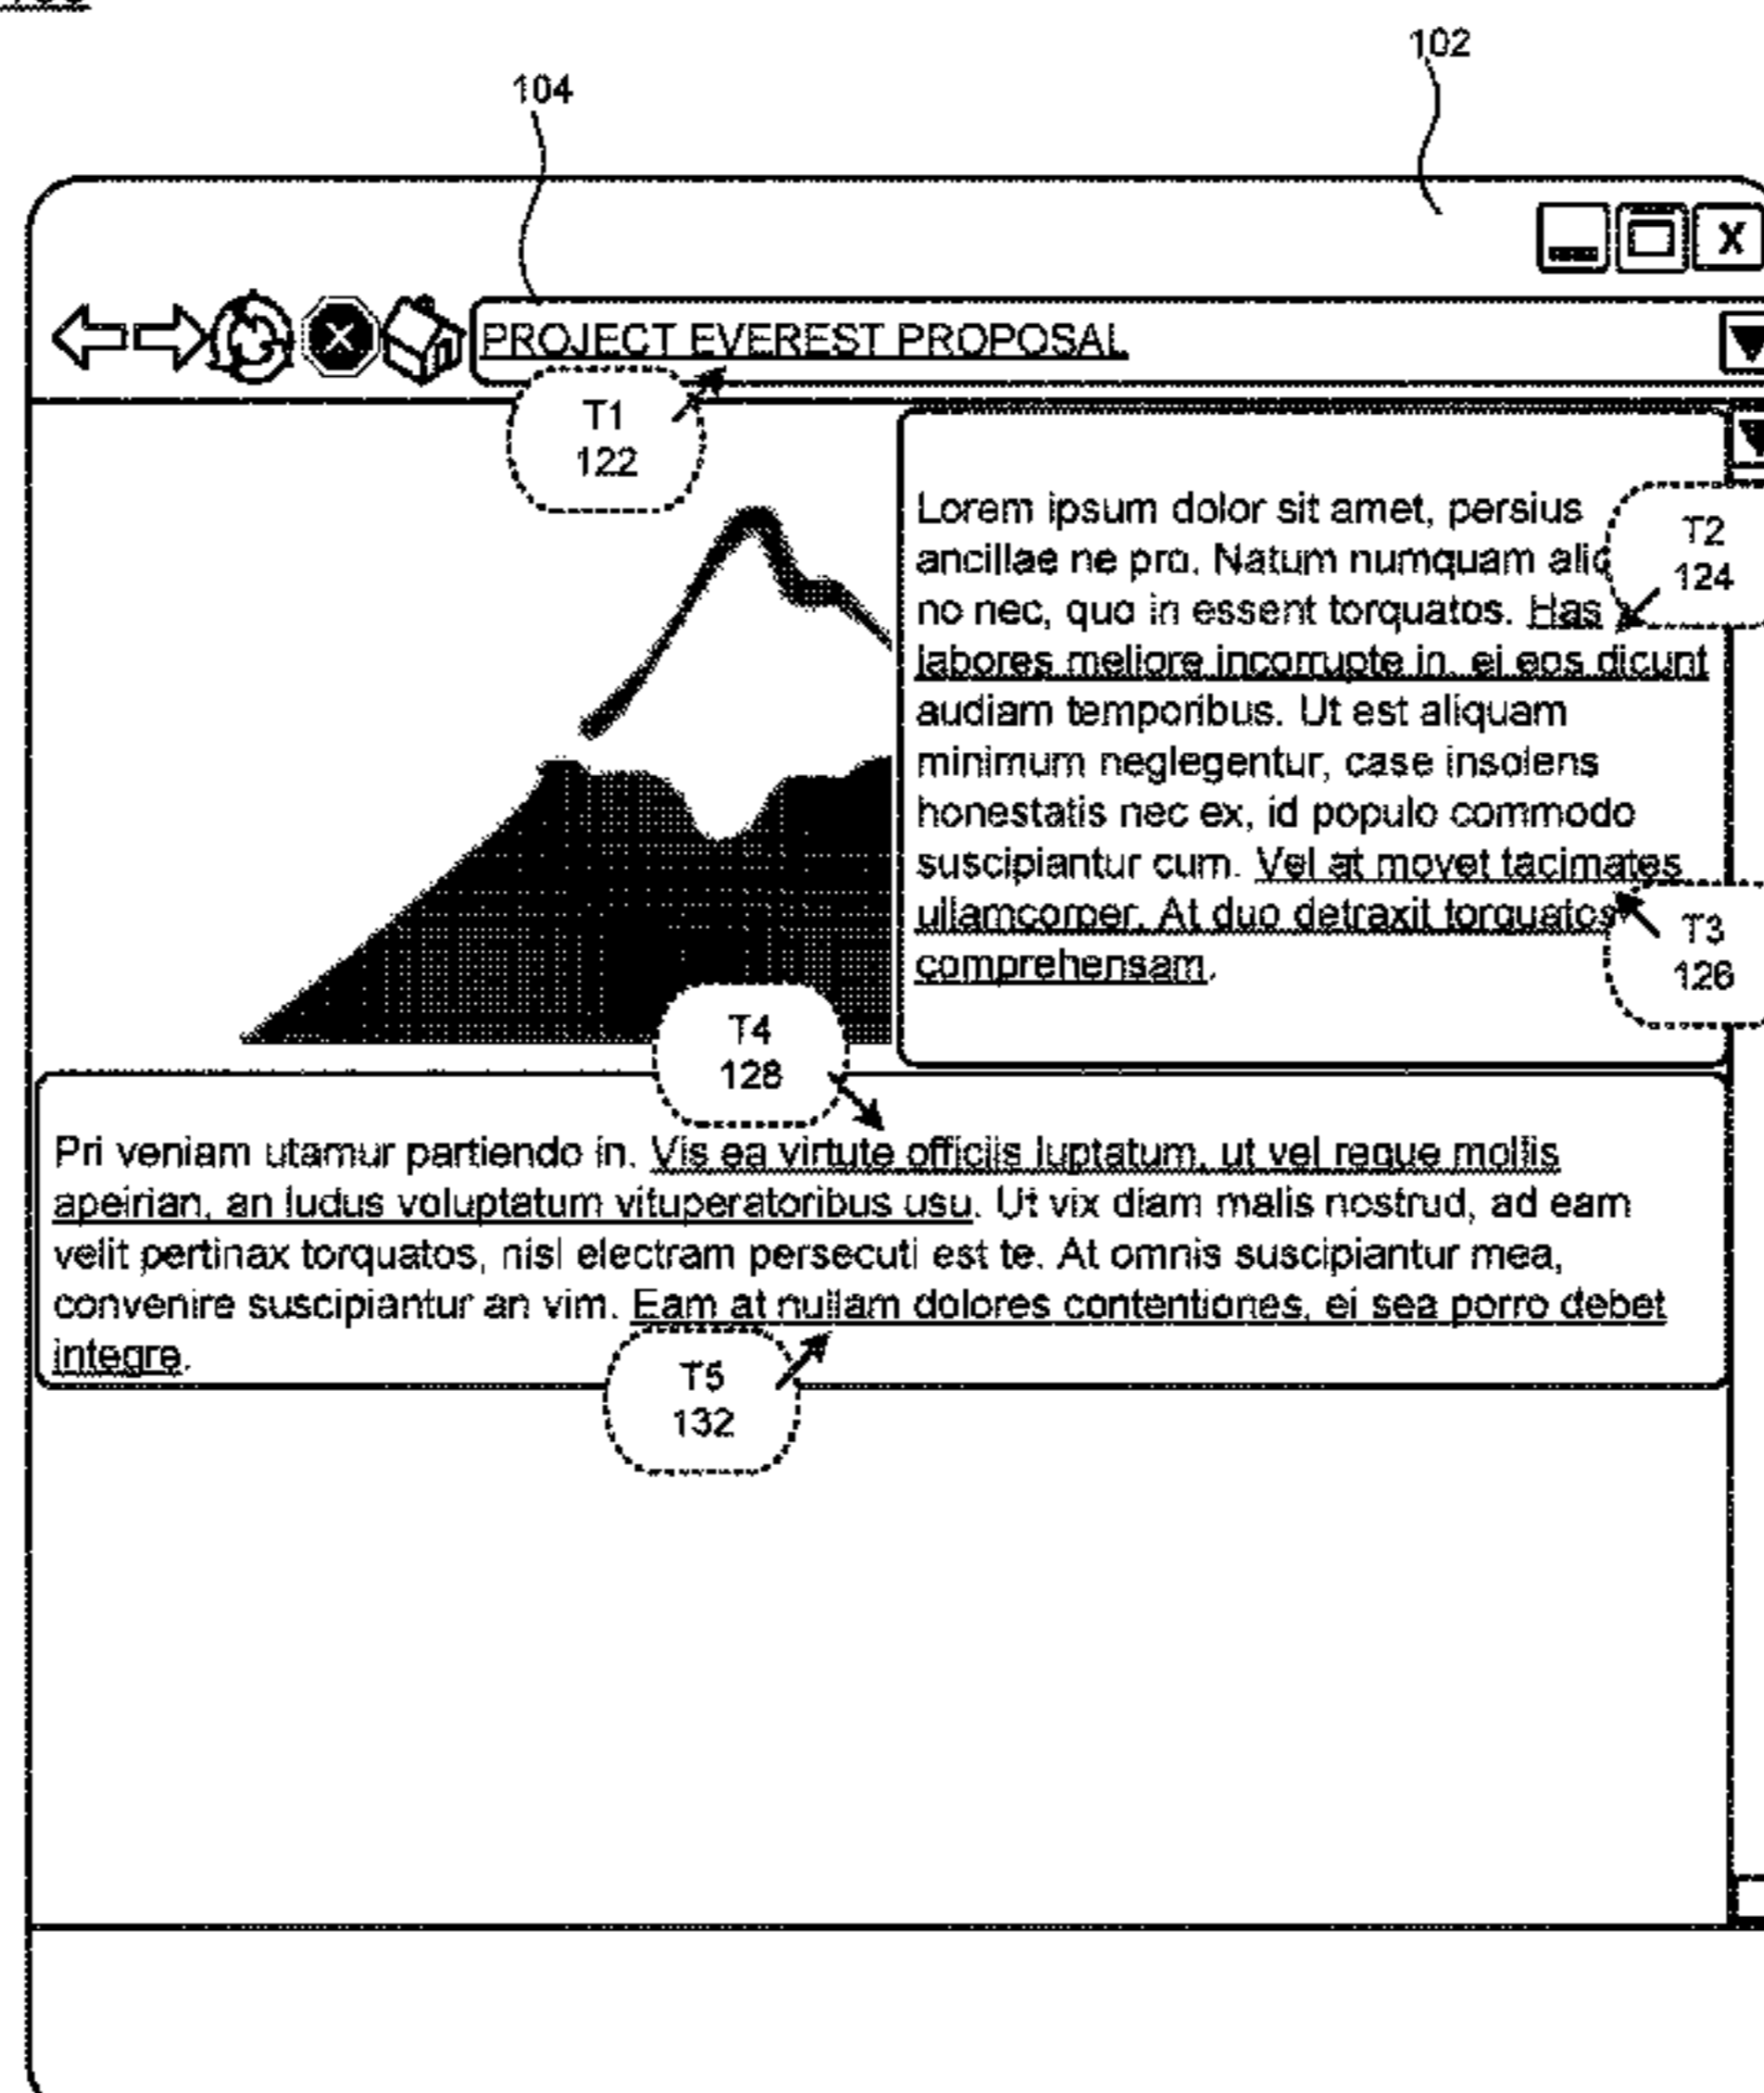 102
104
X
PROJECT EVEREST PROPOSAL
T1
122
Lorem ipsum dolor sit amet, persius
ancillae ne pro. Natum numquam aliq
no nec, quo in essent torquatos. Has
labores meliore incorrupte in, ei eos dicunt
audiam temporibus. Ut est aliquam
minimum neglegentur, case insolens
honestatis nec ex, id populo commodo
suscipiantur cum. Vel at movet tacimates
ullamcorper. At duo detraxit torquatos
comprehensam.
T2
124
T3
126
T4
128
Pri veniam utamur partiendo in. Vis ea virtute officiis luptatum, ut vel reque mollis
apeirian, an ludus voluptatum vituperatoribus usu. Ut vix diam malis nostrud, ad eam
velit pertinax torquatos, nisl electram persecuti est te. At omnis suscipiantur mea,
convenire suscipiantur an vim. Eam at nullam dolores contentiones, ei sea porro debet
integre.
T5
132